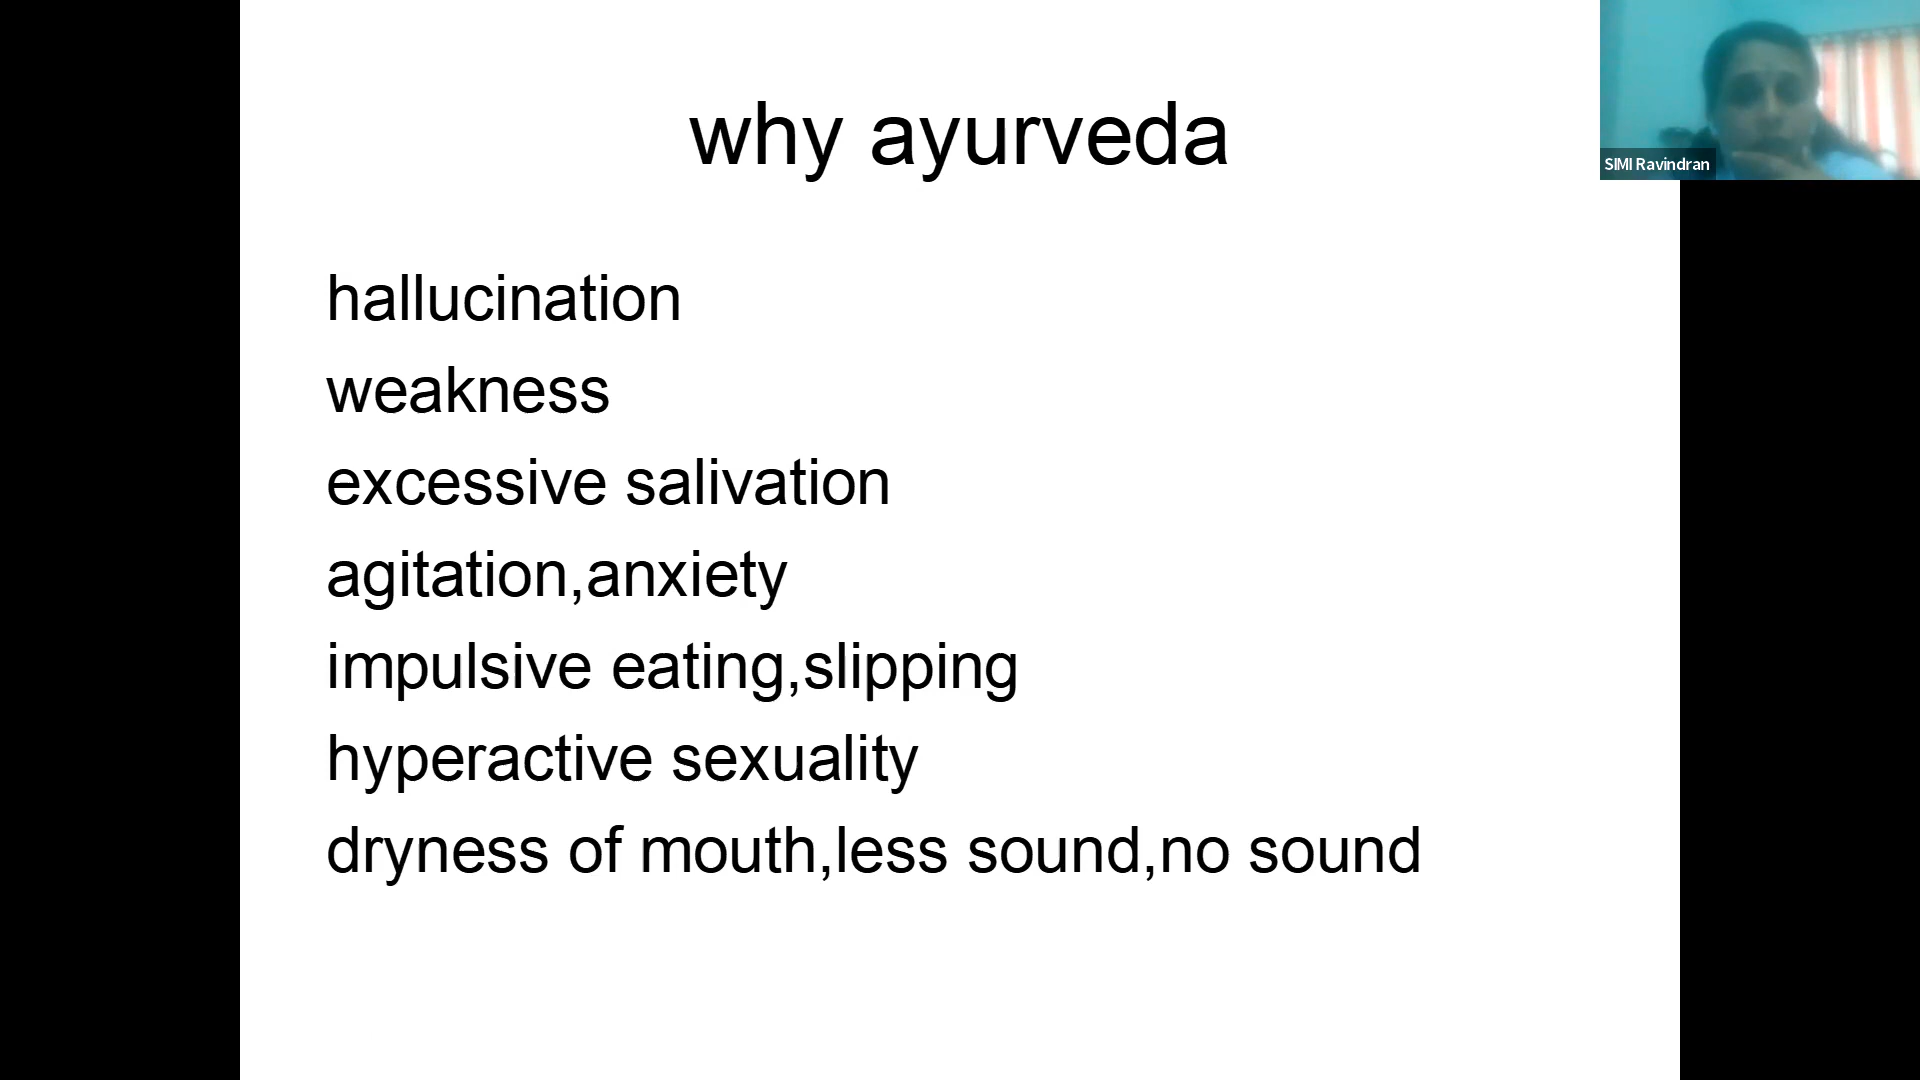 why ayurveda
SIMI Ravindran
hallucination
weakness
excessive salivation
agitation,anxiety
impulsive eating,slipping
hyperactive sexuality
dryness of mouth,less sound,no sound